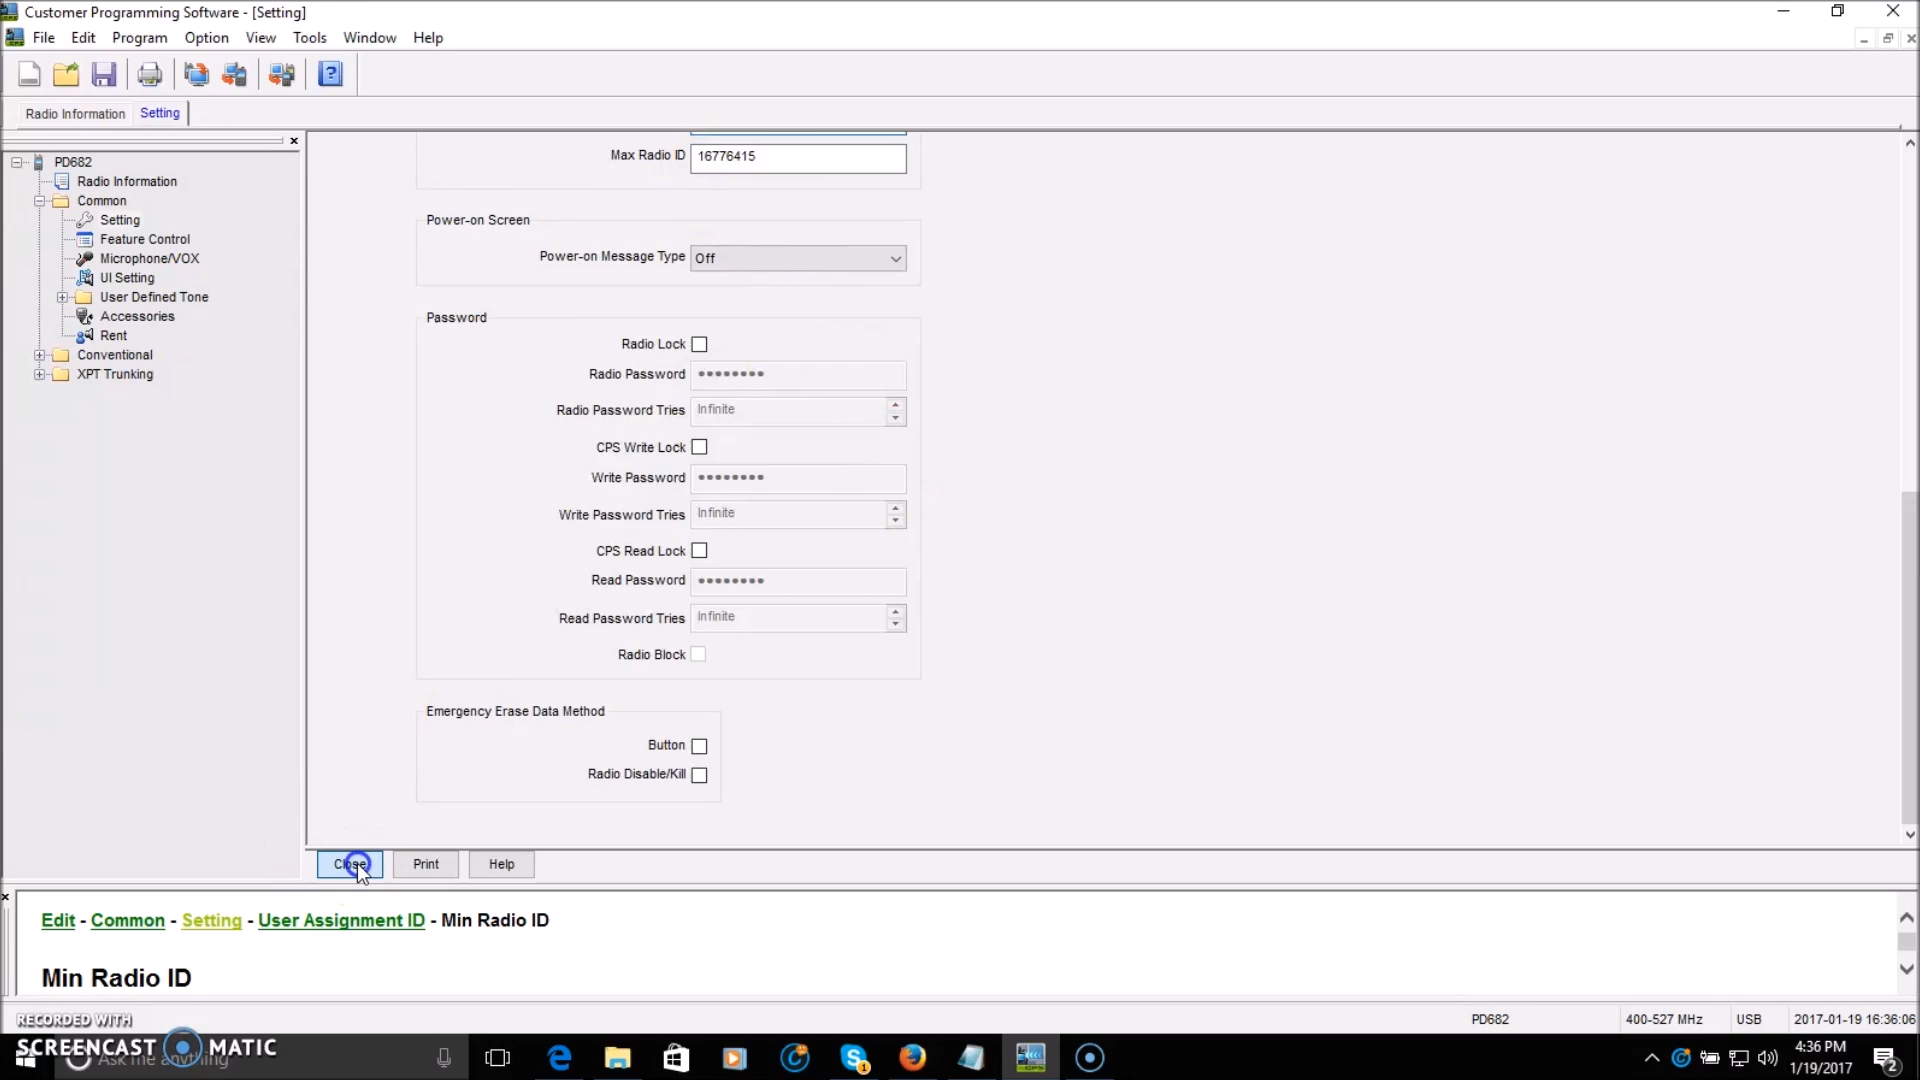 Customer Programming Software - [Setting]
File Edit Program Option View Tools Window Help
Radio Information Setting
PD682
Radio Information
Common
Setting
Feature Control
Microphone/VOX
UI Setting
User Defined Tone
Accessories
Rent
Conventional
XPT Trunking
Max Radio ID 16776415
Power-on Screen
Power-on Message Type Off
Password
Radio Lock
Radio Password ••••••••
Radio Password Tries Infinite
CPS Write Lock
Write Password ••••••••
Write Password Tries Infinite
CPS Read Lock
Read Password ••••••••
Read Password Tries Infinite
Radio Block
Emergency Erase Data Method
Button
Radio Disable/Kill
Close Print Help
Edit - Common - Setting - User Assignment ID - Min Radio ID
Min Radio ID
PD682 400-527 MHz USB 2017-01-19 16:36:06
RECORDED WITH
SCREENCAST MATIC
Ask me anything
1
4:36 PM
1/19/2017
2